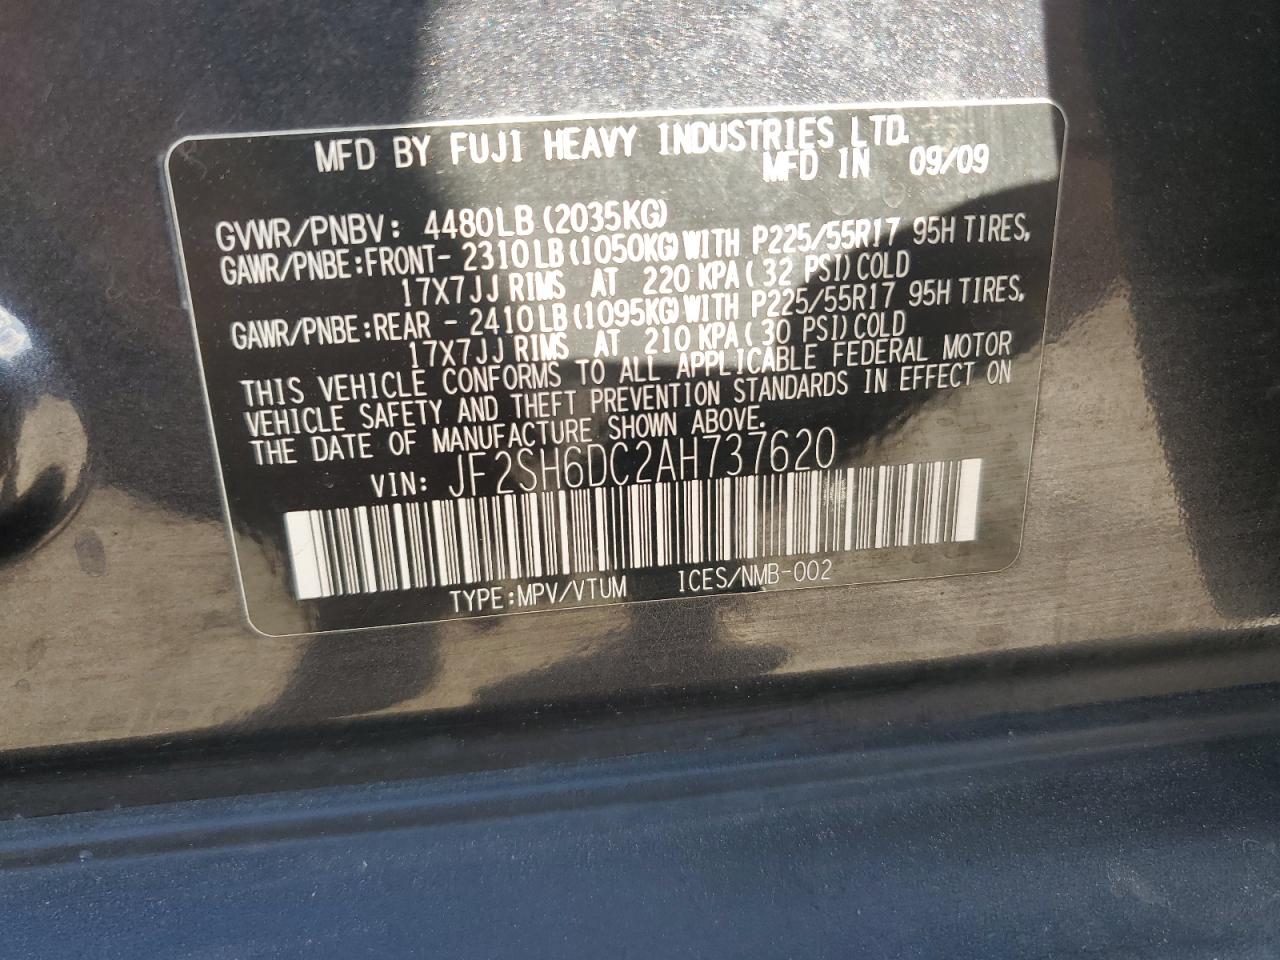 MFD BY FUJI HEAVY INDUSTRIES LTD.
MFD IN 09/09
GVWR/PNBV: 4480LB(2035KG)
GAWR/PNBE:FRONT- 2310LB(1050KG)WITH P225/55R17 95H TIRES,
17X7JJ RIMS AT 220 KPA(32 PSI)COLD
GAWR/PNBE:REAR - 2410LB(1095KG)WITH P225/55R17 95H TIRES,
17X7JJ RIMS AT 210 KPA(30 PSI)COLD
THIS VEHICLE CONFORMS TO ALL APPLICABLE FEDERAL MOTOR
VEHICLE SAFETY AND THEFT PREVENTION STANDARDS IN EFFECT ON
THE DATE OF MANUFACTURE SHOWN ABOVE.
VIN: JF2SH6DC2AH737620
TYPE:MPV/VTUM ICES/NMB-002